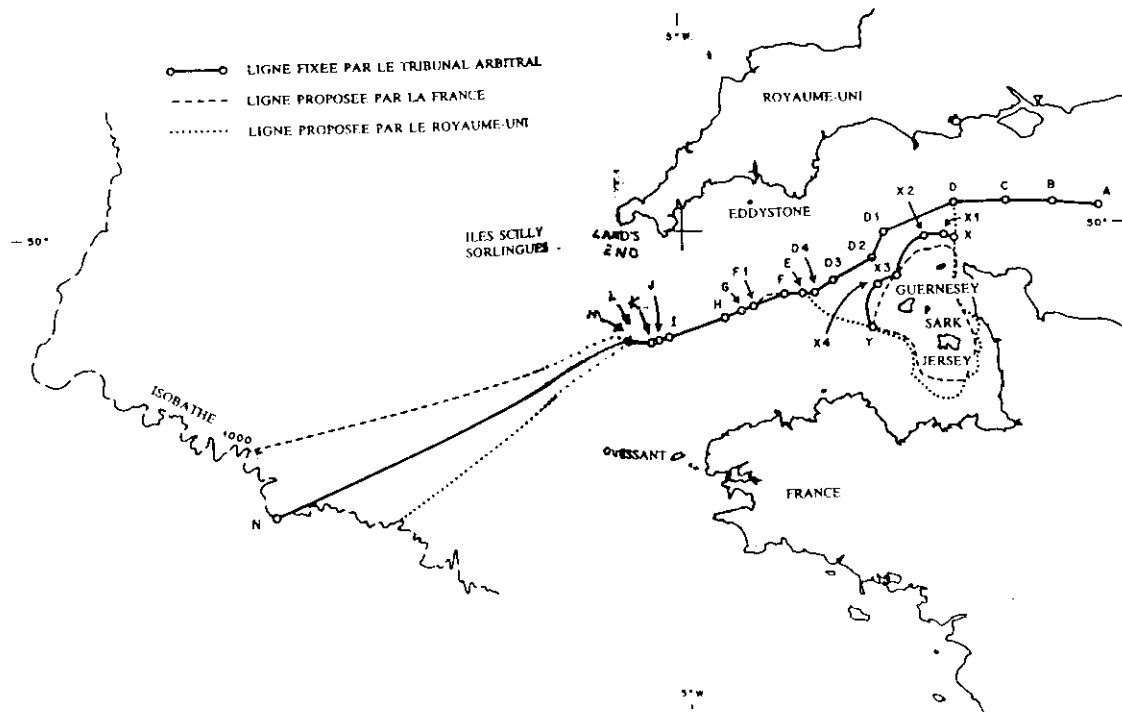 5° W.
LIGNE FIXEE PAR LE TRIBUNAL ARBITRAL
LIGNE PROPOSEE PAR LA FRANCE
LIGNE PROPOSEE PAR LE ROYAUME-UNI
ROYAUME-UNI
EDDYSTONE
X2
D
C
B
A
X1
D1
50°
50°
ILES SCILLY
SORLINGUES
LAND'S
END
D4
D2
X
E
D3
X3
F1
F
G
GUERNESEY
J
H
L
K
I
M
SARK
X4
Y
JERSEY
ISOBATHE
1000
OUESSANT
FRANCE
N
5° W